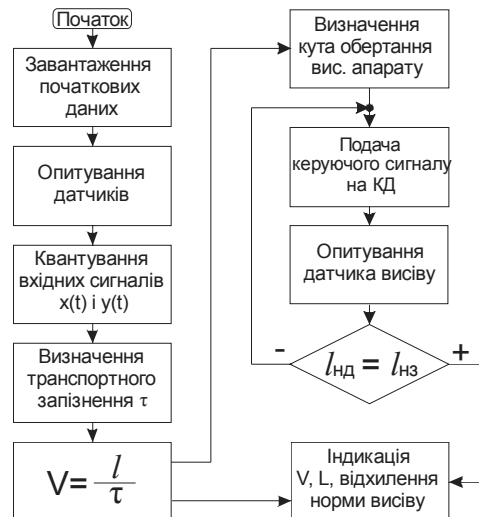 Початок
Завантаження
початкових
даних
Опитування
датчиків
Квантування
вхідних сигналів
x(t) і y(t)
Визначення
транспортного
запізнення τ
V= l/τ
Визначення
кута обертання
вис. апарату
Подача
керуючого сигналу
на КД
Опитування
датчика висіву
- lнд = lнз +
Індикація
V, L, відхилення
норми висіву